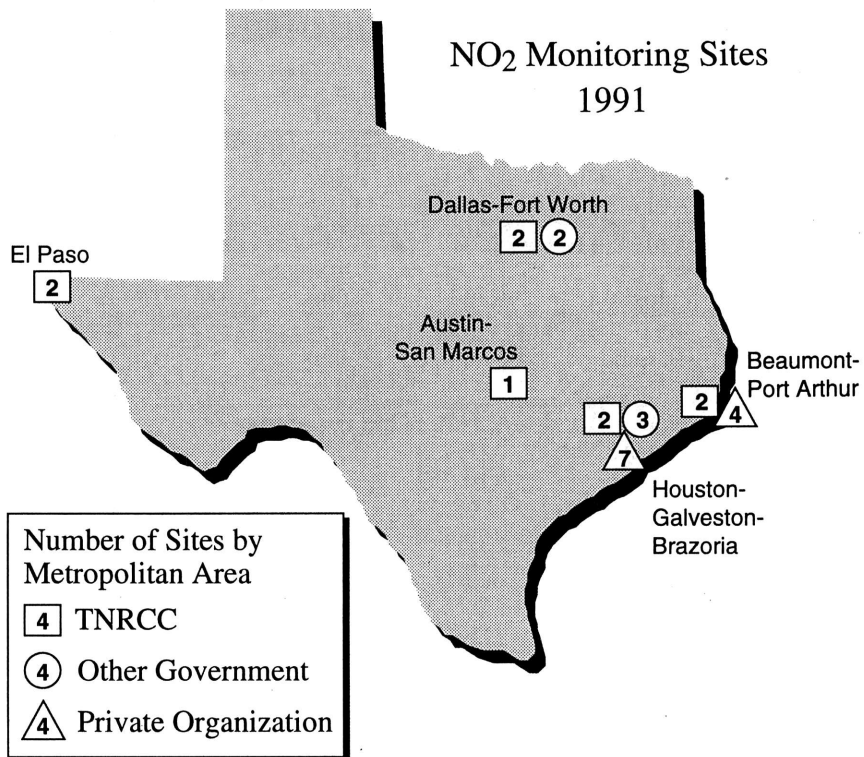 NO2 Monitoring Sites
1991
Dallas-Fort Worth
2 2
El Paso
2
Austin-
San Marcos
1
Beaumont-
Port Arthur
2 4
2 3
7
Houston-
Galveston-
Brazoria
Number of Sites by
Metropolitan Area
4 TNRCC
4 Other Government
4 Private Organization